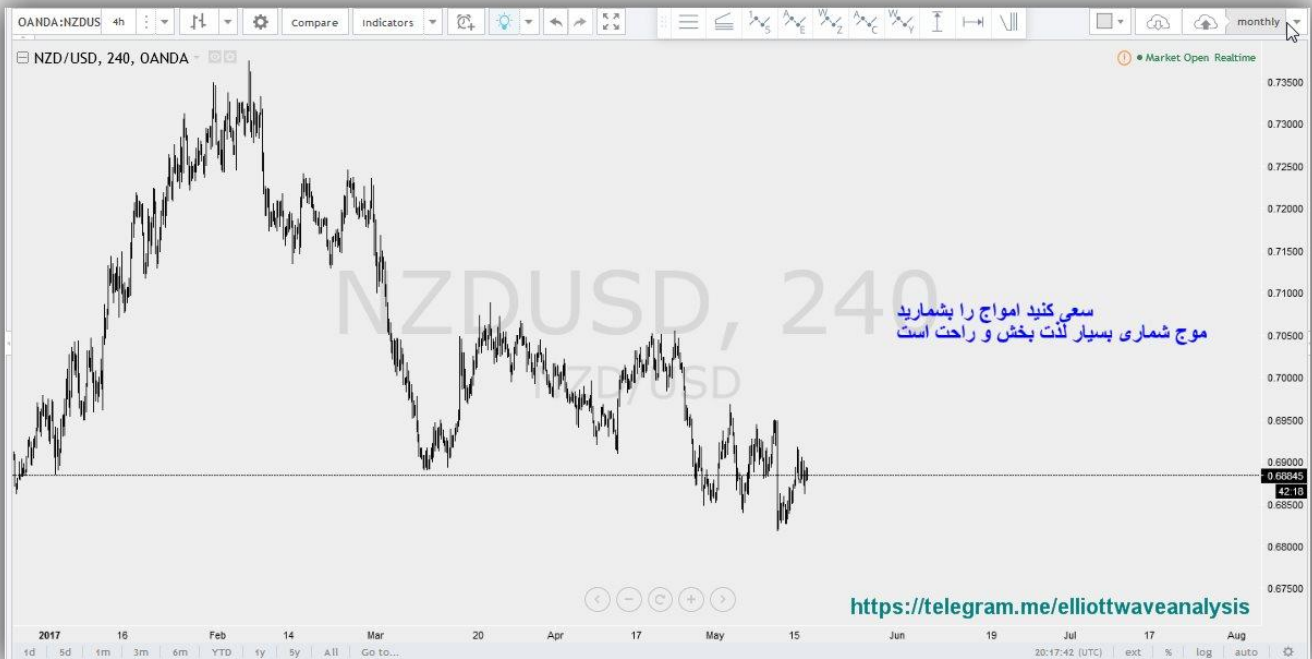 OANDA:NZDUS 4h Compare Indicators monthly
NZD/USD, 240, OANDA
Market Open Realtime
0.73500
0.73000
0.72500
0.72000
0.71500
0.71000
0.70500
0.70000
0.69500
0.69000
0.68845
42:18
0.68500
0.68000
0.67500
NZDUSD, 240
NZD/USD
سعی کنید امواج را بشمارید
موج شماری بسیار لذت بخش و راحت است
https://telegram.me/elliottwaveanalysis
2017 16 Feb 14 Mar 20 Apr 17 May 15 Jun 19 Jul 17 Aug
1d 5d 1m 3m 6m YTD 1y 5y All Go to... 20:17:42 (UTC) ext % log auto